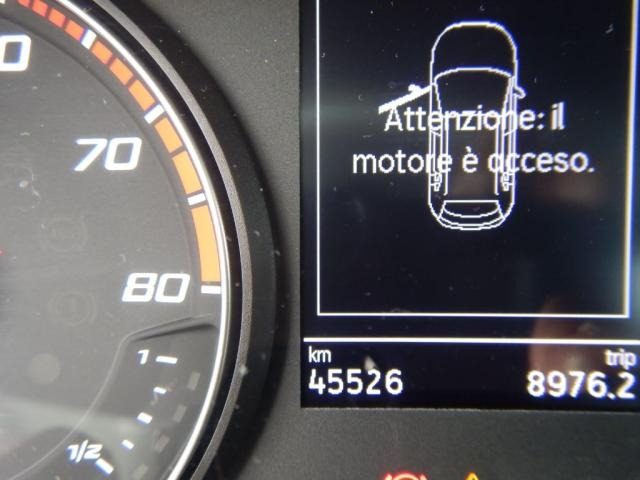 70
80
1
1/2
Attenzione: il
motore è acceso.
km trip
45526 8976.2